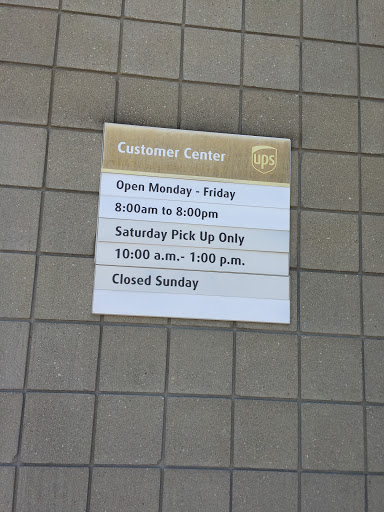 Customer Center
ups
Open Monday - Friday
8:00am to 8:00pm
Saturday Pick Up Only
10:00 a.m.- 1:00 p.m.
Closed Sunday